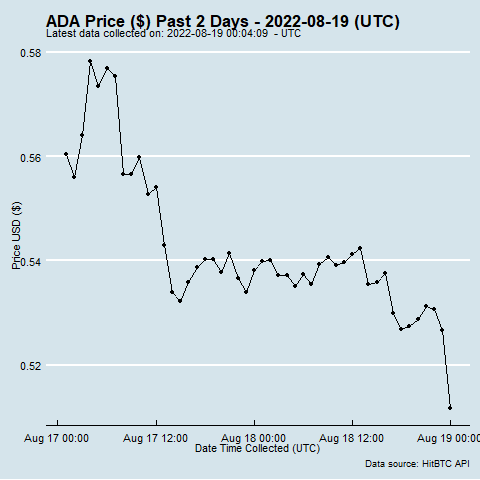 ADA Price ($) Past 2 Days - 2022-08-19 (UTC)
Latest data collected on: 2022-08-19 00:04:09 - UTC
0.58
0.56
0.54
0.52
Price USD ($)
Aug 17 00:00 Aug 17 12:00 Aug 18 00:00 Aug 18 12:00 Aug 19 00:00
Date Time Collected (UTC)
Data source: HitBTC API